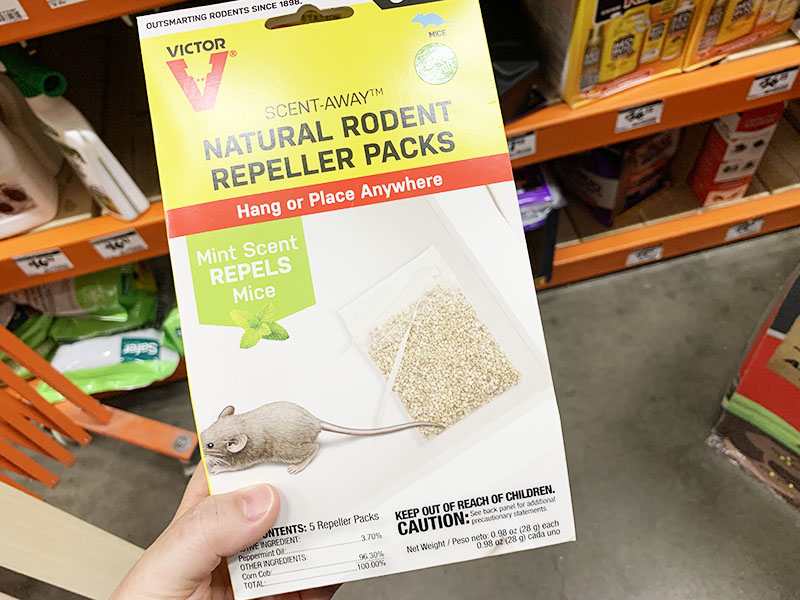 OUTSMARTING RODENTS SINCE 1898.
VICTOR®
V
MICE
SCENT-AWAY™
NATURAL RODENT
REPELLER PACKS
Hang or Place Anywhere
Mint Scent
REPELS
Mice
Safer
CONTENTS: 5 Repeller Packs
INGREDIENT:
Peppermint Oil: 3.70%
OTHER INGREDIENTS:
Corn Cob: 96.30%
TOTAL: 100.00%
KEEP OUT OF REACH OF CHILDREN.
CAUTION: See back panel for additional
precautionary statements.
Net Weight / Peso neto: 0.98 oz (28 g) each
0.98 oz (28 g) cada uno